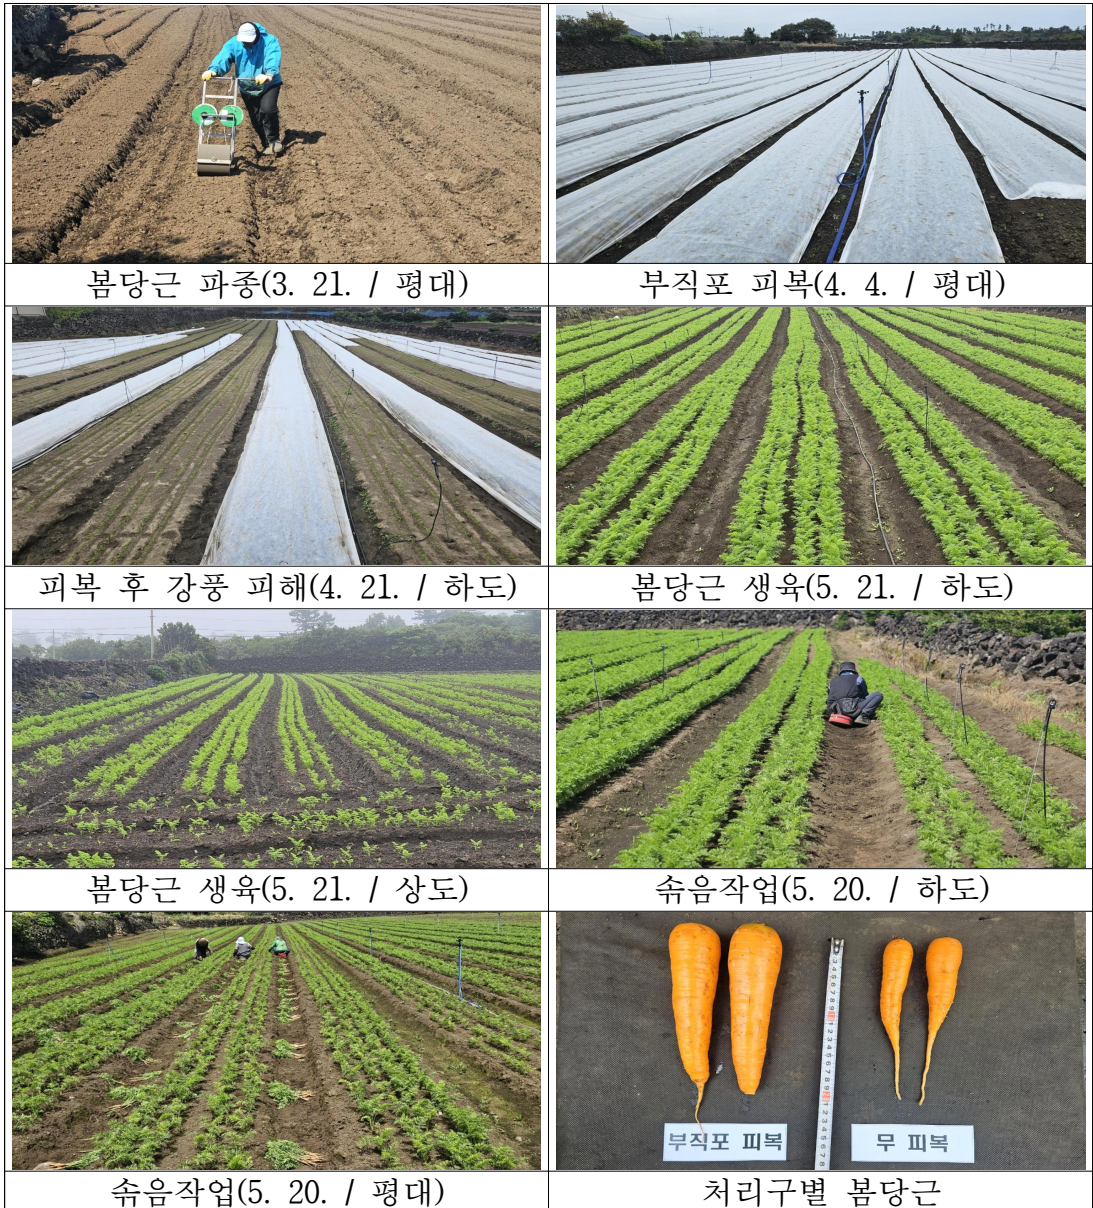 봄당근 파종(3. 21. / 평대)
부직포 피복(4. 4. / 평대)
피복 후 강풍 피해(4. 21. / 하도)
봄당근 생육(5. 21. / 하도)
봄당근 생육(5. 21. / 상도)
솎음작업(5. 20. / 하도)
부직포 피복
무 피복
솎음작업(5. 20. / 평대)
처리구별 봄당근